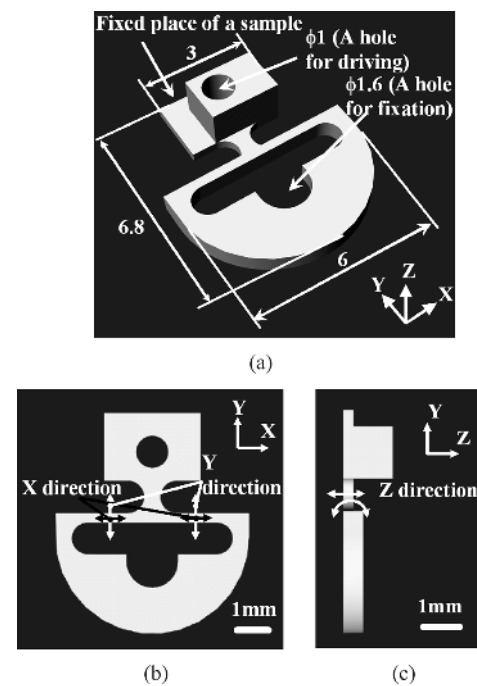 Fixed place of a sample
3
ϕ1 (A hole
for driving)
ϕ1.6 (A hole
for fixation)
6.8
6
Y
Z
X
(a)
Y
X
Y
X direction
direction
1mm
(b)
Y
Z
Z direction
1mm
(c)